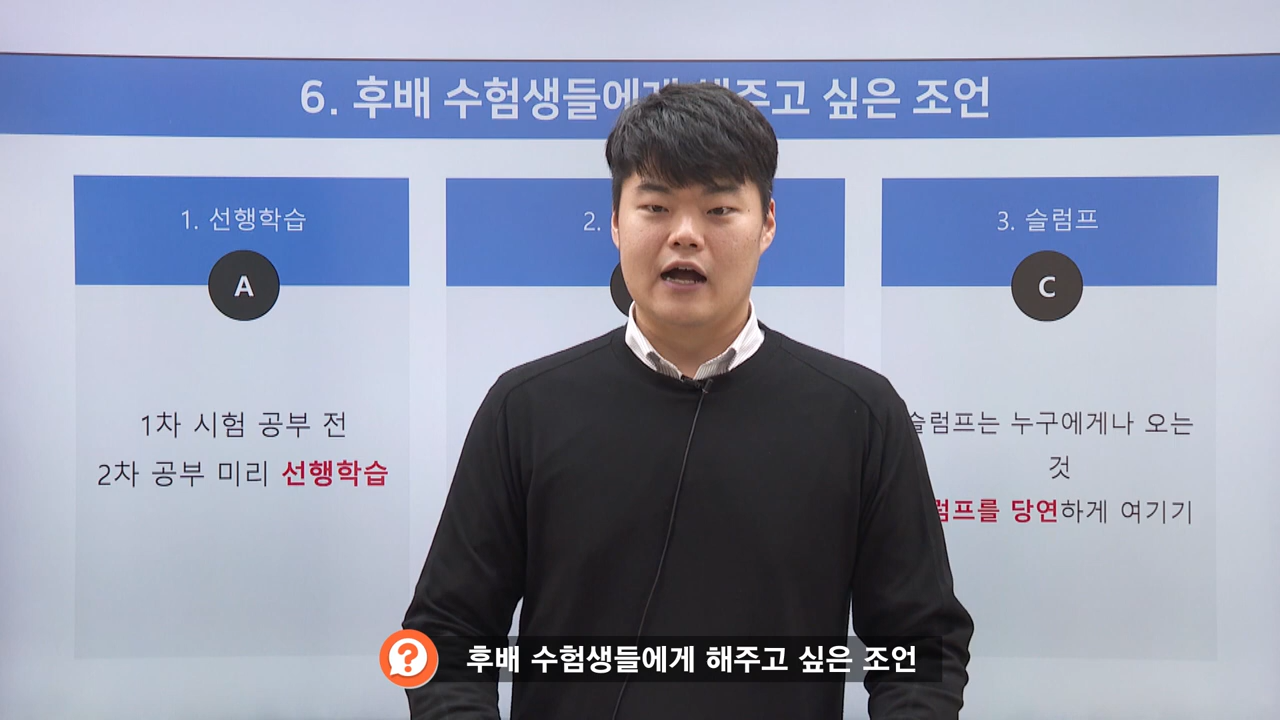 6. 후배 수험생들에게 해주고 싶은 조언
1. 선행학습
A
1차 시험 공부 전
2차 공부 미리 선행학습
2.
3. 슬럼프
C
슬럼프는 누구에게나 오는
것
럼프를 당연하게 여기기
후배 수험생들에게 해주고 싶은 조언